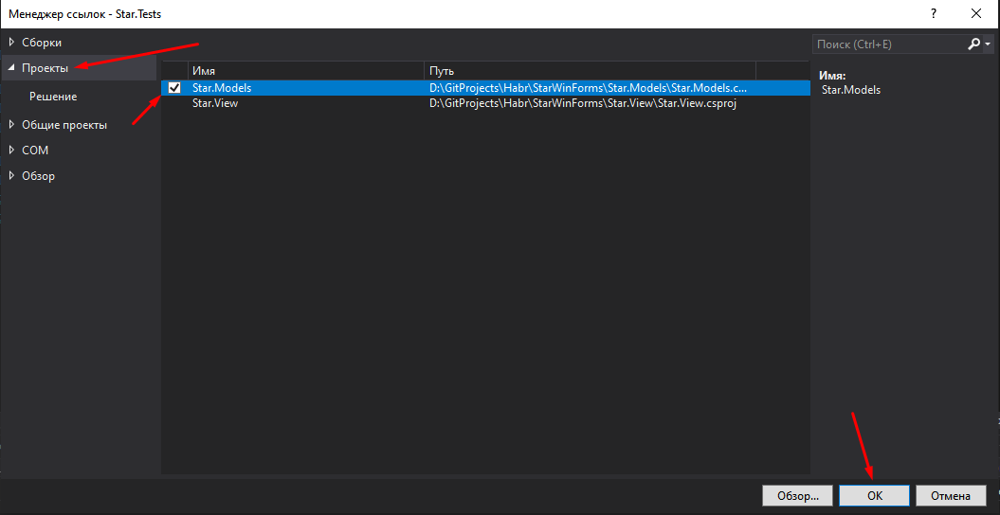 Менеджер ссылок - Star.Tests
?
Сборки
Проекты
Решение
Общие проекты
COM
Обзор
Имя Путь
Star.Models D:\GitProjects\Habr\StarWinForms\Star.Models\Star.Models.c...
Star.View D:\GitProjects\Habr\StarWinForms\Star.View\Star.View.csproj
Поиск (Ctrl+E)
Имя:
Star.Models
Обзор... ОК Отмена